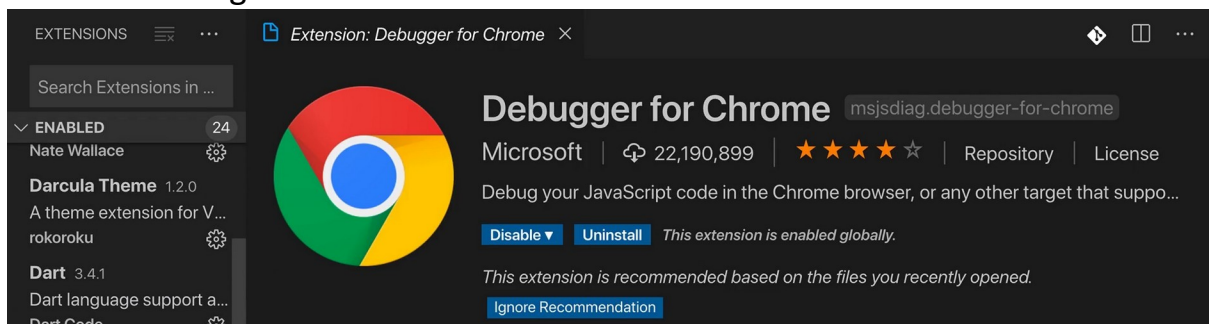 EXTENSIONS
Search Extensions in ...
ENABLED 24
Nate Wallace
Darcula Theme 1.2.0
A theme extension for V...
rokoroku
Dart 3.4.1
Dart language support a...
Dart Code
Extension: Debugger for Chrome
Debugger for Chrome msjsdiag.debugger-for-chrome
Microsoft | 22,190,899 | Repository | License
Debug your JavaScript code in the Chrome browser, or any other target that suppo...
Disable Uninstall This extension is enabled globally.
This extension is recommended based on the files you recently opened.
Ignore Recommendation